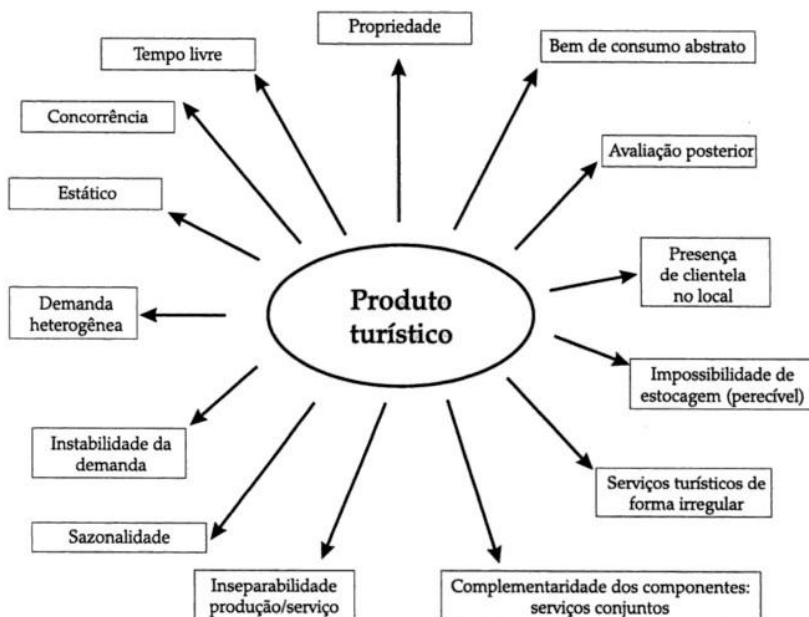 Propriedade
Tempo livre
Bem de consumo abstrato
Concorrência
Avaliação posterior
Estático
Presença
de clientela
no local
Produto
turístico
Demanda
heterogênea
Impossibilidade de
estocagem (perecível)
Instabilidade da
demanda
Serviços turísticos de
forma irregular
Sazonalidade
Inseparabilidade
produção/serviço
Complementaridade dos componentes:
serviços conjuntos